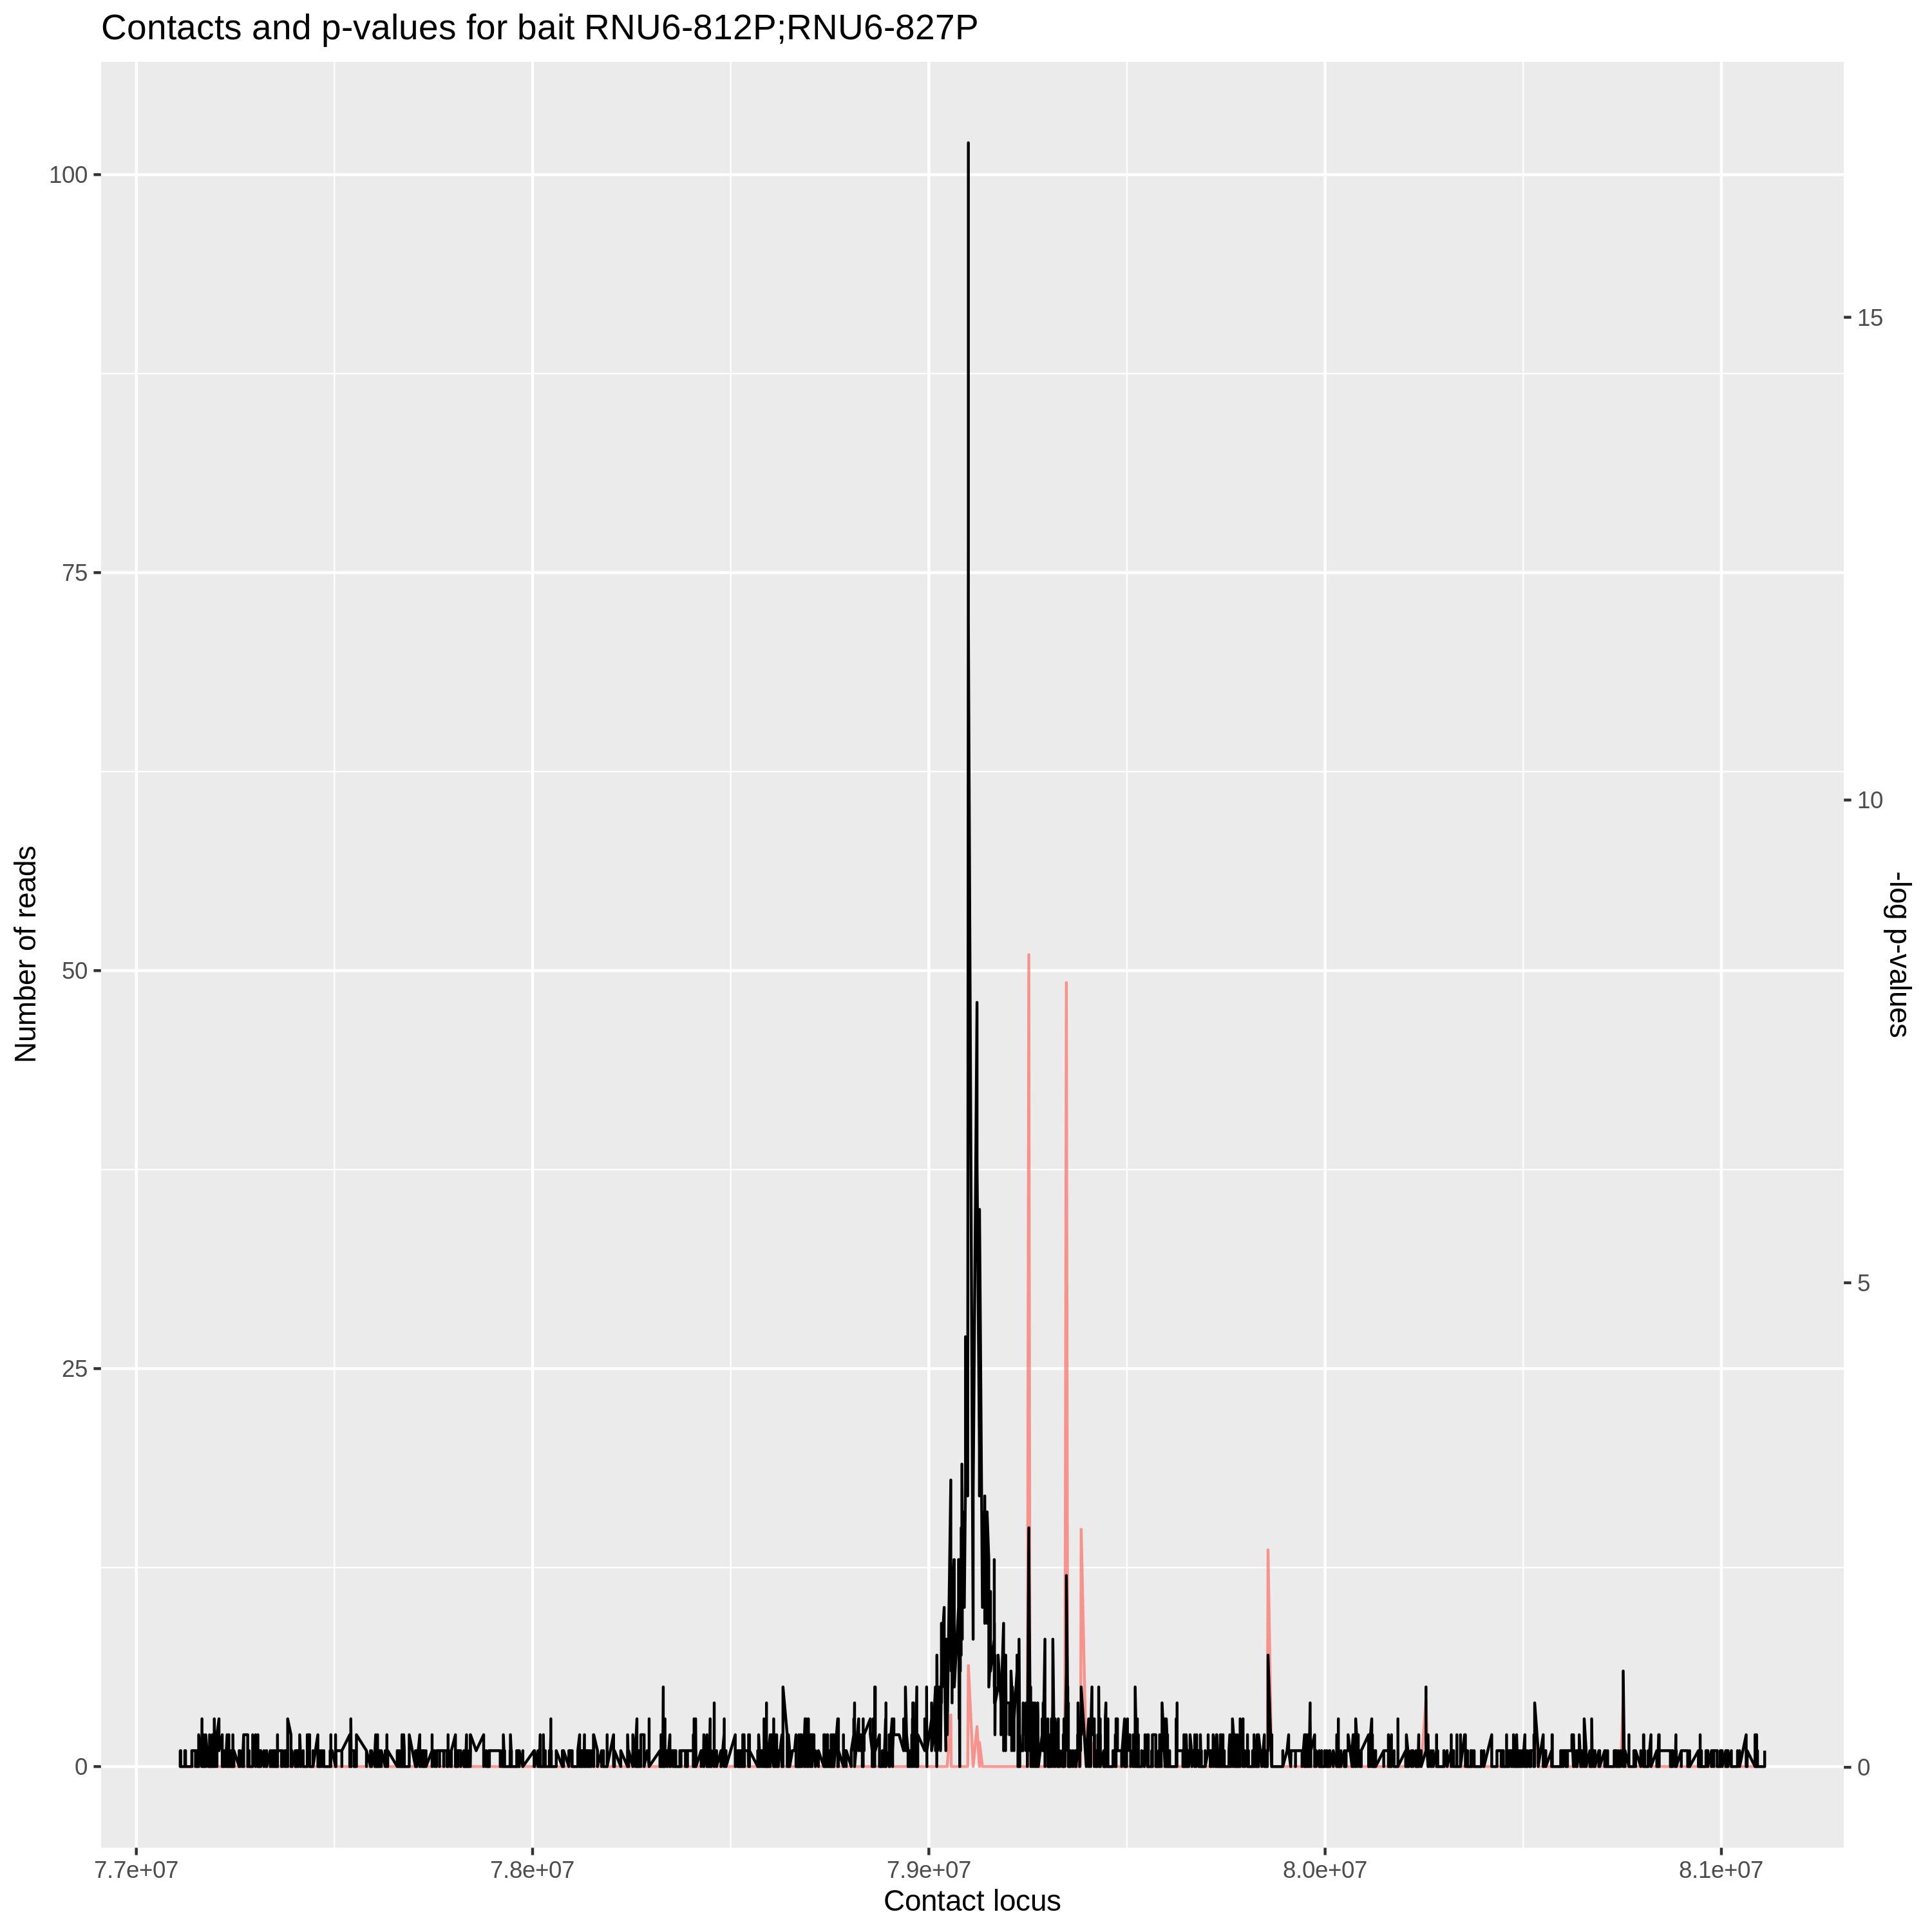 Contacts and p-values for bait RNU6-812P;RNU6-827P
100
75
50
25
0
Number of reads
15
10
5
0
-log p-values
7.7e+07
7.8e+07
7.9e+07
8.0e+07
8.1e+07
Contact locus